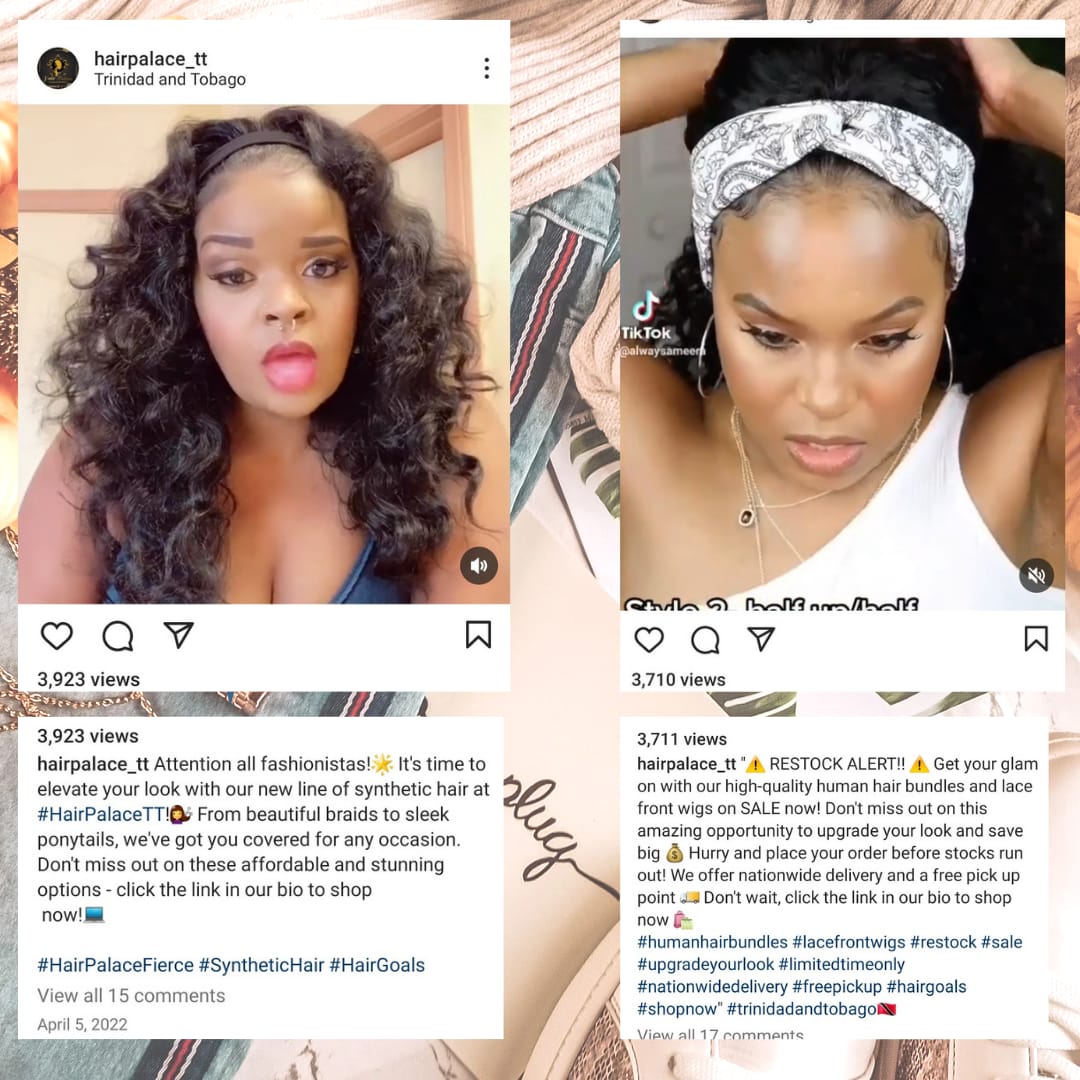 hairpalace_tt
Trinidad and Tobago
3,923 views
3,923 views
hairpalace_tt Attention all fashionistas!🌟 It's time to
elevate your look with our new line of synthetic hair at
#HairPalaceTT!💇‍♀️ From beautiful braids to sleek
ponytails, we've got you covered for any occasion.
Don't miss out on these affordable and stunning
options - click the link in our bio to shop
now!💻
#HairPalaceFierce #SyntheticHair #HairGoals
View all 15 comments
April 5, 2022
TikTok
@alwaysameera
Style 2- half up/half
3,710 views
3,711 views
hairpalace_tt "⚠️ RESTOCK ALERT!! ⚠️ Get your glam
on with our high-quality human hair bundles and lace
front wigs on SALE now! Don't miss out on this
amazing opportunity to upgrade your look and save
big 💰 Hurry and place your order before stocks run
out! We offer nationwide delivery and a free pick up
point 🚚 Don't wait, click the link in our bio to shop
now 🛍️
#humanhairbundles #lacefrontwigs #restock #sale
#upgradeyourlook #limitedtimeonly
#nationwidedelivery #freepickup #hairgoals
#shopnow" #trinidadandtobago🇹🇹
View all 17 comments
plug